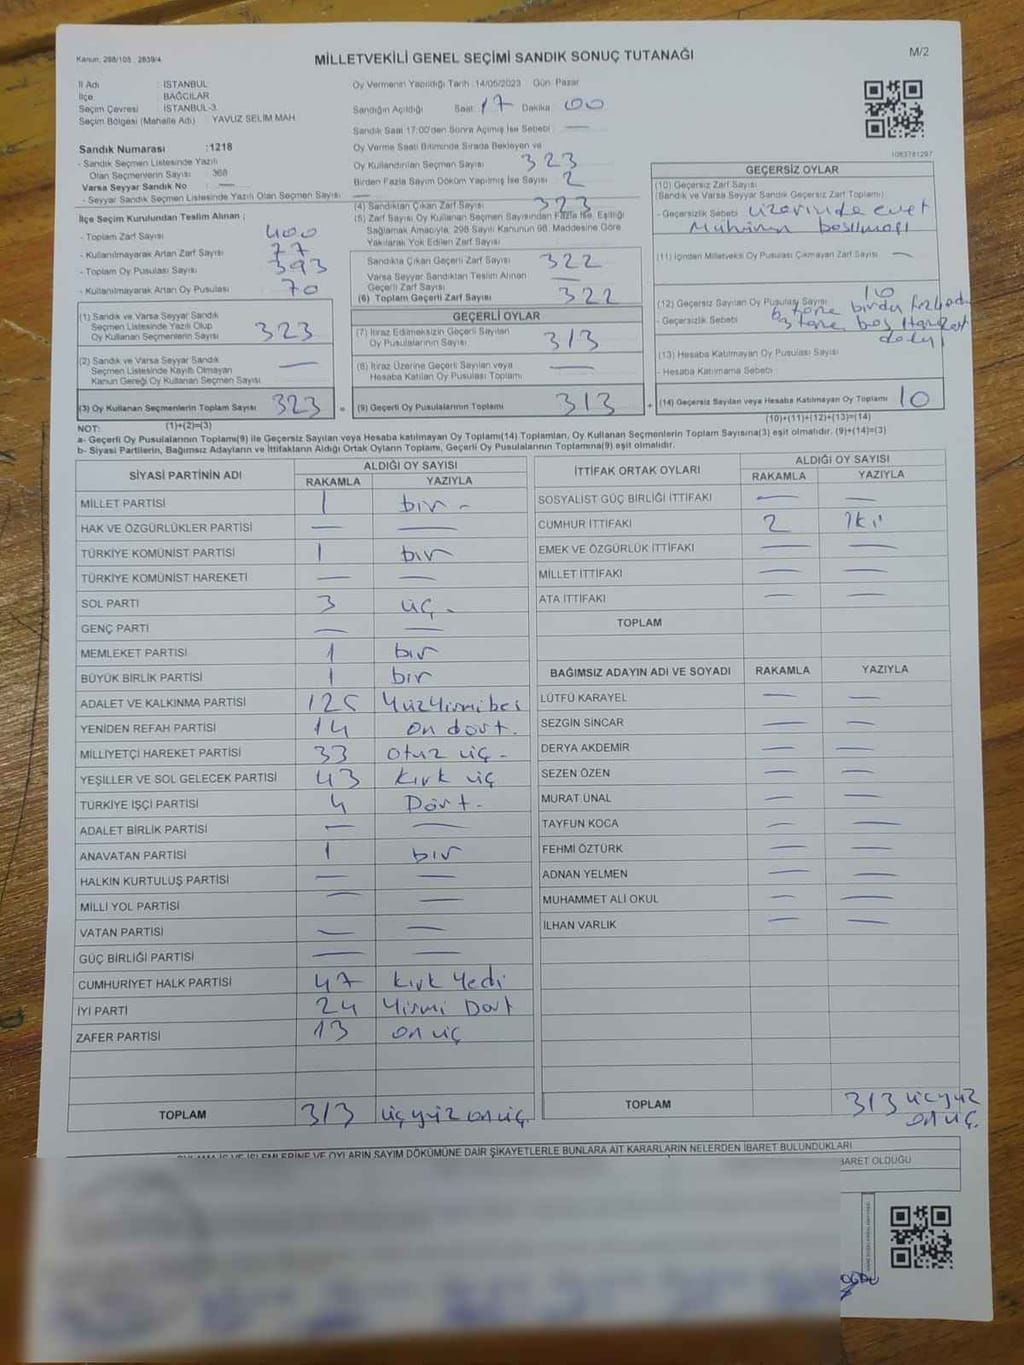 Kanun, 298/105 : 2839/4
MİLLETVEKİLİ GENEL SEÇİMİ SANDIK SONUÇ TUTANAĞI
M/2
İl Adı : İSTANBUL
İlçe : BAĞCILAR
Seçim Çevresi : İSTANBUL-3
Seçim Bölgesi (Mahalle Adı) : YAVUZ SELİM MAH
Sandık Numarası :1218
- Sandık Seçmen Listesinde Yazılı
Olan Seçmenlerin Sayısı : 368
Varsa Seyyar Sandık No : —
- Seyyar Sandık Seçmen Listesinde Yazılı Olan Seçmen Sayısı : —
İlçe Seçim Kurulundan Teslim Alınan ;
- Toplam Zarf Sayısı 400
- Kullanılmayarak Artan Zarf Sayısı 77
- Toplam Oy Pusulası Sayısı 393
- Kullanılmayarak Artan Oy Pusulası 70
(1) Sandık ve Varsa Seyyar Sandık
Seçmen Listesinde Yazılı Olup
Oy Kullanan Seçmenlerin Sayısı 323
(2) Sandık ve Varsa Seyyar Sandık
Seçmen Listesinde Kayıtlı Olmayan
Kanun Gereği Oy Kullanan Seçmen Sayısı —
(3) Oy Kullanan Seçmenlerin Toplam Sayısı 323 =
(1)+(2)=(3)
Oy Vermenin Yapıldığı Tarih :14/05/2023 Gün: Pazar
Sandığın Açıldığı Saat: 17 Dakika: 00
Sandık Saat 17:00'den Sonra Açılmış İse Sebebi : —
Oy Verme Saati Bitiminde Sırada Bekleyen ve
Oy Kullandırılan Seçmen Sayısı 323
Birden Fazla Sayım Döküm Yapılmış İse Sayısı 2
(4) Sandıktan Çıkan Zarf Sayısı 323
(5) Zarf Sayısı Oy Kullanan Seçmen Sayısından Fazla İse, Eşitliği
Sağlamak Amacıyla, 298 Sayılı Kanunun 98. Maddesine Göre
Yakılarak Yok Edilen Zarf Sayısı
Sandıkta Çıkan Geçerli Zarf Sayısı 322
Varsa Seyyar Sandıktan Teslim Alınan
Geçerli Zarf Sayısı —
(6) Toplam Geçerli Zarf Sayısı 322
GEÇERLİ OYLAR
(7) İtiraz Edilmeksizin Geçerli Sayılan
Oy Pusulalarının Sayısı 313
(8) İtiraz Üzerine Geçerli Sayılan veya
Hesaba Katılan Oy Pusulası Toplamı —
(9) Geçerli Oy Pusulalarının Toplamı 313 +
1083781297
GEÇERSİZ OYLAR
(10) Geçersiz Zarf Sayısı
(Sandık ve Varsa Seyyar Sandık Geçersiz Zarf Toplamı)
- Geçersizlik Sebebi üzerinde evet
Mührünün basılması
(11) İçinden Milletvekili Oy Pusulası Çıkmayan Zarf Sayısı —
(12) Geçersiz Sayılan Oy Pusulası Sayısı 10
- Geçersizlik Sebebi 6 tane birden fazla
3 tane boş
(13) Hesaba Katılmayan Oy Pusulası Sayısı
- Hesaba Katılmama Sebebi
(14) Geçersiz Sayılan veya Hesaba Katılmayan Oy Toplamı 10
(10)+(11)+(12)+(13)=(14)
NOT:
a- Geçerli Oy Pusulasının Toplamı(9) ile Geçersiz Sayılan veya Hesaba katılmayan Oy Toplamı(14) Toplamları, Oy Kullanan Seçmenlerin Toplam Sayısına(3) eşit olmalıdır. (9)+(14)=(3)
b- Siyasi Partilerin, Bağımsız Adayların ve İttifakların Aldığı Ortak Oyların Toplamı, Geçerli Oy Pusulalarının Toplamına(9) eşit olmalıdır.
SİYASİ PARTİNİN ADI ALDIĞI OY SAYISI
RAKAMLA YAZIYLA
MİLLET PARTİSİ 1 bir -
HAK VE ÖZGÜRLÜKLER PARTİSİ — —
TÜRKİYE KOMÜNİST PARTİSİ 1 bir
TÜRKİYE KOMÜNİST HAREKETİ — —
SOL PARTİ 3 üç -
GENÇ PARTİ — —
MEMLEKET PARTİSİ 1 bir
BÜYÜK BİRLİK PARTİSİ 1 bir
ADALET VE KALKINMA PARTİSİ 125 Yüzyirmibeş
YENİDEN REFAH PARTİSİ 14 on dört.
MİLLİYETÇİ HAREKET PARTİSİ 33 otuz üç -
YEŞİLLER VE SOL GELECEK PARTİSİ 43 Kırk üç
TÜRKİYE İŞÇİ PARTİSİ 4 Dört -
ADALET BİRLİK PARTİSİ — —
ANAVATAN PARTİSİ 1 bir
HALKIN KURTULUŞ PARTİSİ — —
MİLLİ YOL PARTİSİ — —
VATAN PARTİSİ — —
GÜÇ BİRLİĞİ PARTİSİ — —
CUMHURİYET HALK PARTİSİ 47 Kırk Yedi
İYİ PARTİ 24 Yirmi Dört
ZAFER PARTİSİ 13 on üç
TOPLAM 313 üçyüz onüç.
İTTİFAK ORTAK OYLARI ALDIĞI OY SAYISI
RAKAMLA YAZIYLA
SOSYALİST GÜÇ BİRLİĞİ İTTİFAKI — —
CUMHUR İTTİFAKI 2 İki
EMEK VE ÖZGÜRLÜK İTTİFAKI — —
MİLLET İTTİFAKI — —
ATA İTTİFAKI — —
TOPLAM
BAĞIMSIZ ADAYIN ADI VE SOYADI RAKAMLA YAZIYLA
LÜTFÜ KARAYEL — —
SEZGİN SİNCAR — —
DERYA AKDEMİR — —
SEZEN ÖZEN — —
MURAT ÜNAL — —
TAYFUN KOCA — —
FEHMİ ÖZTÜRK — —
ADNAN YELMEN — —
MUHAMMET ALİ OKUL — —
İLHAN VARLIK — —
TOPLAM 313 üçyüz
onüç.
İŞLEMLERİNE VE OYLARIN SAYIM DÖKÜMÜNE DAİR ŞİKAYETLERLE BUNLARA AİT KARARLARIN NELERDEN İBARET BULUNDUKLARI
İBARET OLDUĞU